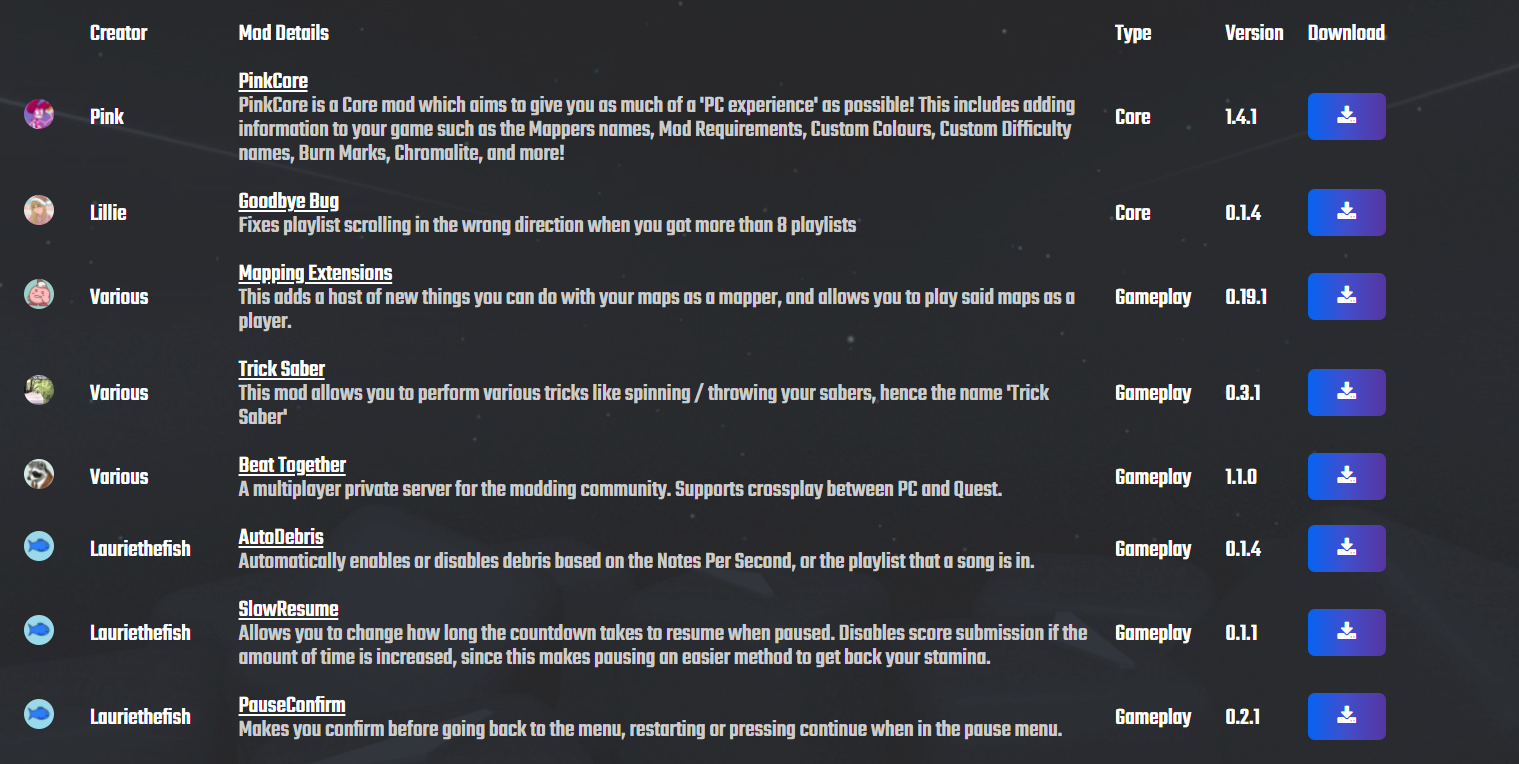 Creator Mod Details Type Version Download
PinkCore
PinkCore is a Core mod which aims to give you as much of a 'PC experience' as possible! This includes adding
Pink information to your game such as the Mappers names, Mod Requirements, Custom Colours, Custom Difficulty Core 1.4.1
names, Burn Marks, Chromalite, and more!
Goodbye Bug
Lillie Core 0.1.4
Fixes playlist scrolling in the wrong direction when you got more than 8 playlists
Mapping Extensions
Various This adds a host of new things you can do with your maps as a mapper, and allows you to play said maps as a Gameplay 0.19.1
player.
Trick Saber
Various This mod allows you to perform various tricks like spinning / throwing your sabers, hence the name 'Trick Gameplay 0.3.1
Saber'
Beat Together
Various Gameplay 1.1.0
A multiplayer private server for the modding community. Supports crossplay between PC and Quest.
AutoDebris
Lauriethefish Gameplay 0.1.4
Automatically enables or disables debris based on the Notes Per Second, or the playlist that a song is in.
SlowResume
Lauriethefish Allows you to change how long the countdown takes to resume when paused. Disables score submission if the Gameplay 0.1.1
amount of time is increased, since this makes pausing an easier method to get back your stamina.
PauseConfirm
Lauriethefish Gameplay 0.2.1
Makes you confirm before going back to the menu, restarting or pressing continue when in the pause menu.